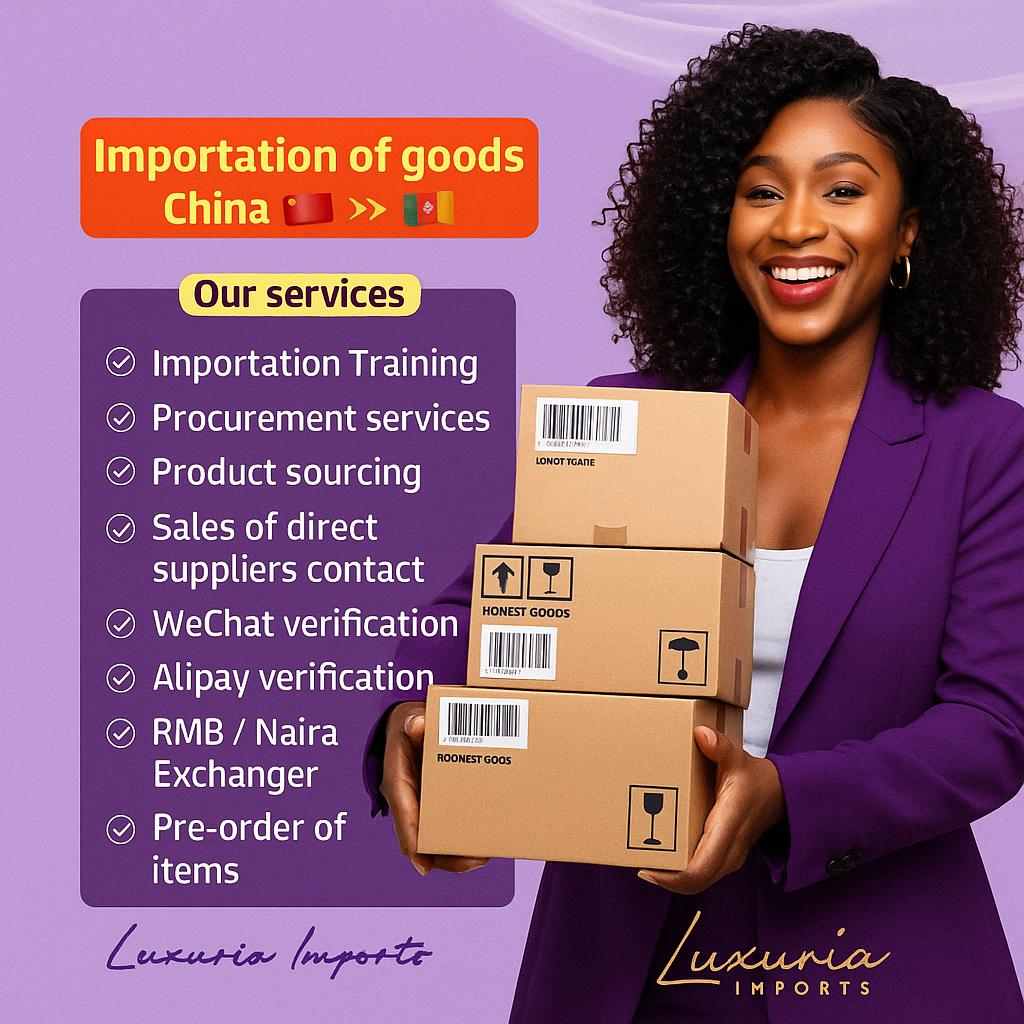 Importation of goods
China >>
Our services
Importation Training
Procurement services
Product sourcing
Sales of direct
suppliers contact
WeChat verification
Alipay verification
RMB / Naira
Exchanger
Pre-order of
items
LONOT TGATE
HONEST GOODS
ROONEST GOOS
Luxuria Imports
Luxuria
IMPORTS